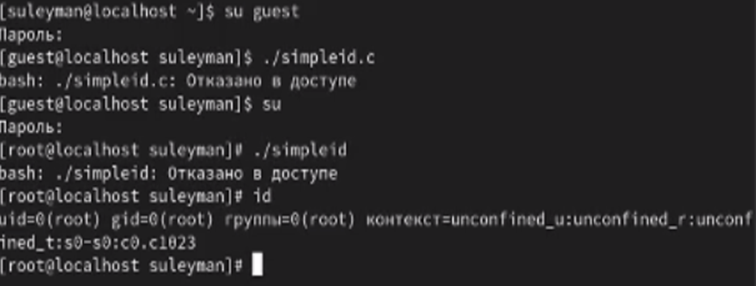 [suleyman@localhost ~]$ su guest
Пароль:
[guest@localhost suleyman]$ ./simpleid.c
bash: ./simpleid.c: Отказано в доступе
[guest@localhost suleyman]$ su
Пароль:
[root@localhost suleyman]# ./simpleid
bash: ./simpleid: Отказано в доступе
[root@localhost suleyman]# id
uid=0(root) gid=0(root) группы=0(root) контекст=unconfined_u:unconfined_r:unconf
ined_t:s0-s0:c0.c1023
[root@localhost suleyman]#